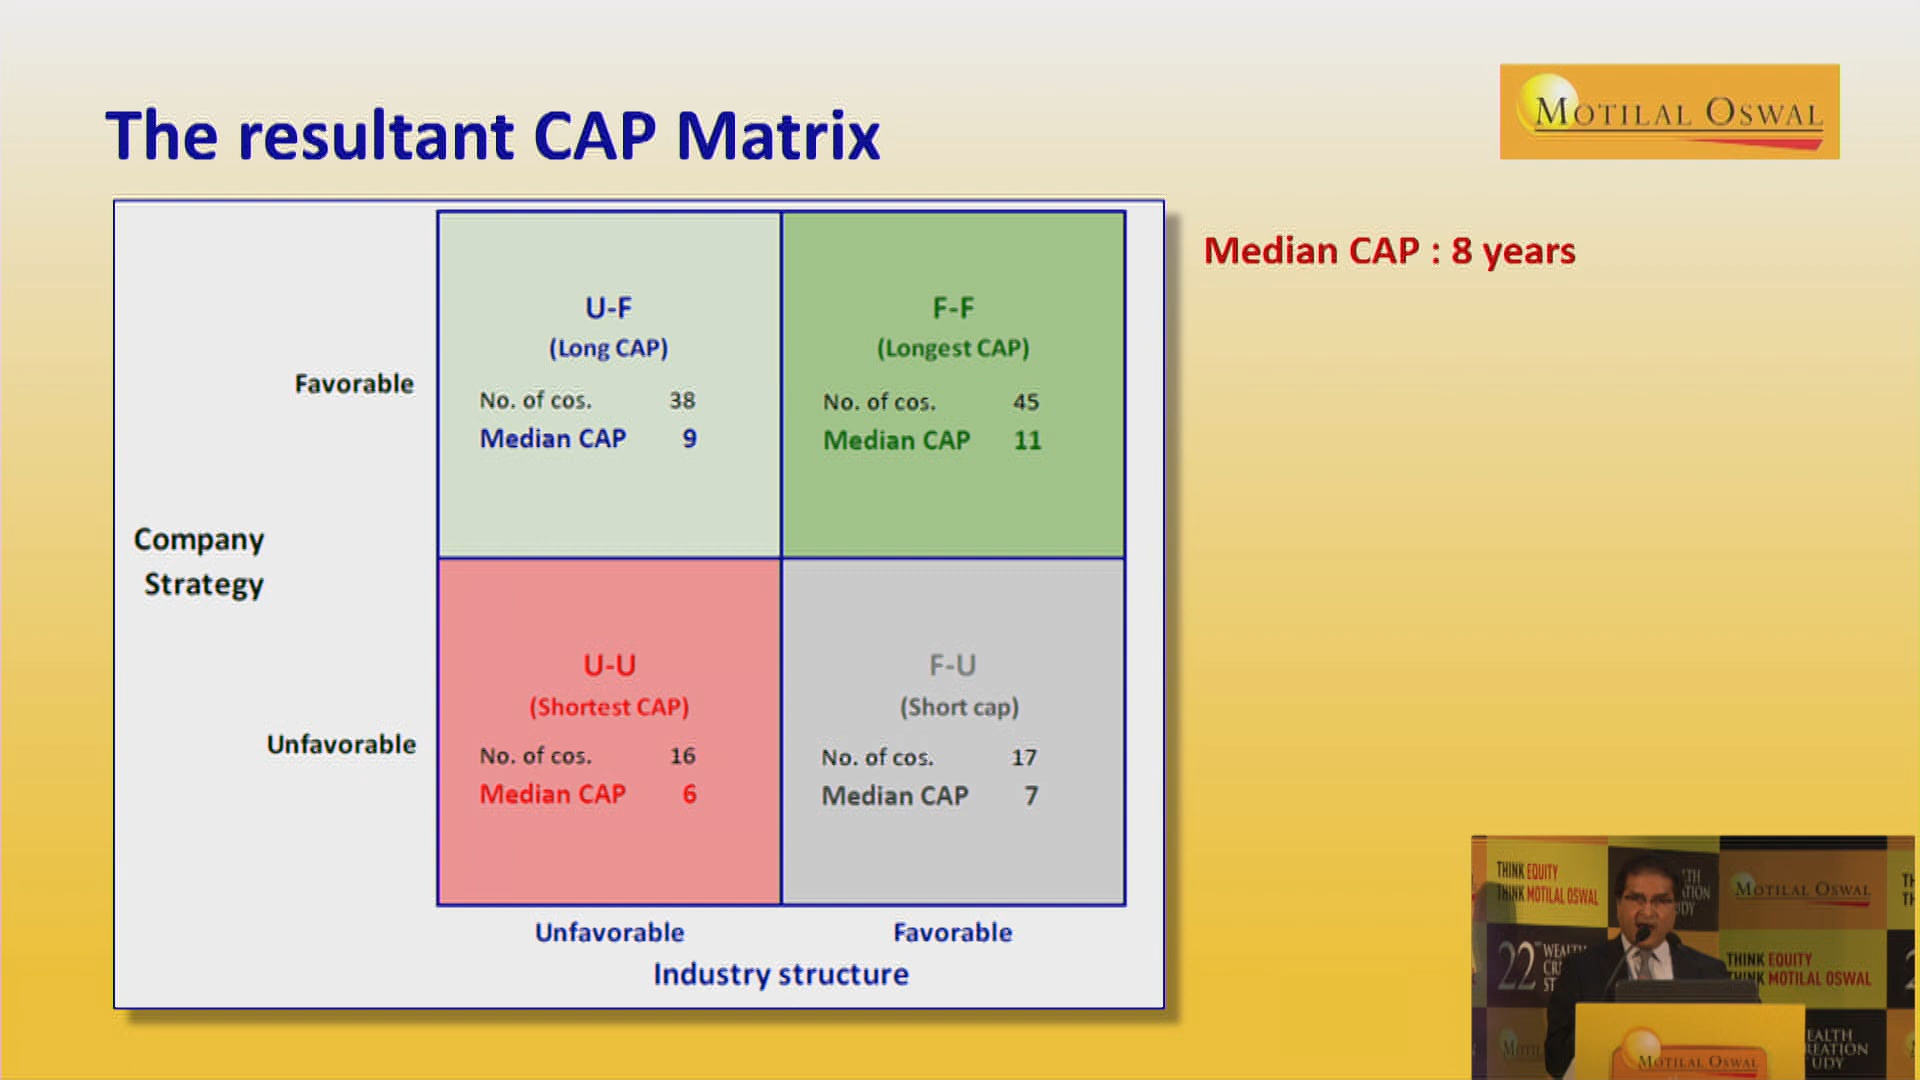 The resultant CAP Matrix
MOTILAL OSWAL
Median CAP : 8 years
U-F
(Long CAP)
No. of cos. 38
Median CAP 9
F-F
(Longest CAP)
No. of cos. 45
Median CAP 11
Favorable
Company
Strategy
U-U
(Shortest CAP)
No. of cos. 16
Median CAP 6
F-U
(Short cap)
No. of cos. 17
Median CAP 7
Unfavorable
Unfavorable
Favorable
Industry structure
THINK EQUITY
THINK MOTILAL OSWAL
MOTILAL OSWAL
22
THINK EQUITY
THINK MOTILAL OSWAL
MOTILAL OSWAL